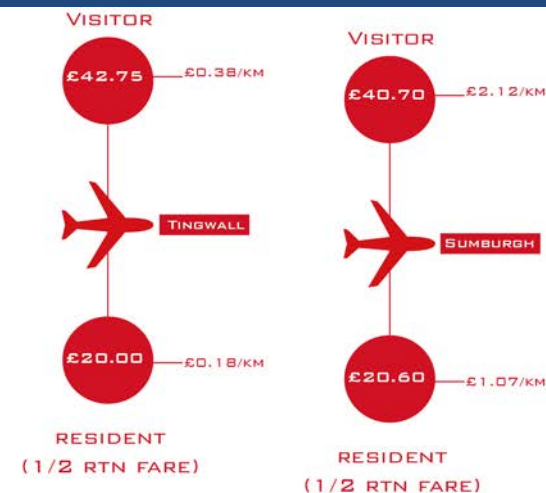 VISITOR
£42.75
£0.38/KM
TINGWALL
£20.00
£0.18/KM
RESIDENT
(1/2 RTN FARE)
VISITOR
£40.70
£2.12/KM
SUMBURGH
£20.60
£1.07/KM
RESIDENT
(1/2 RTN FARE)